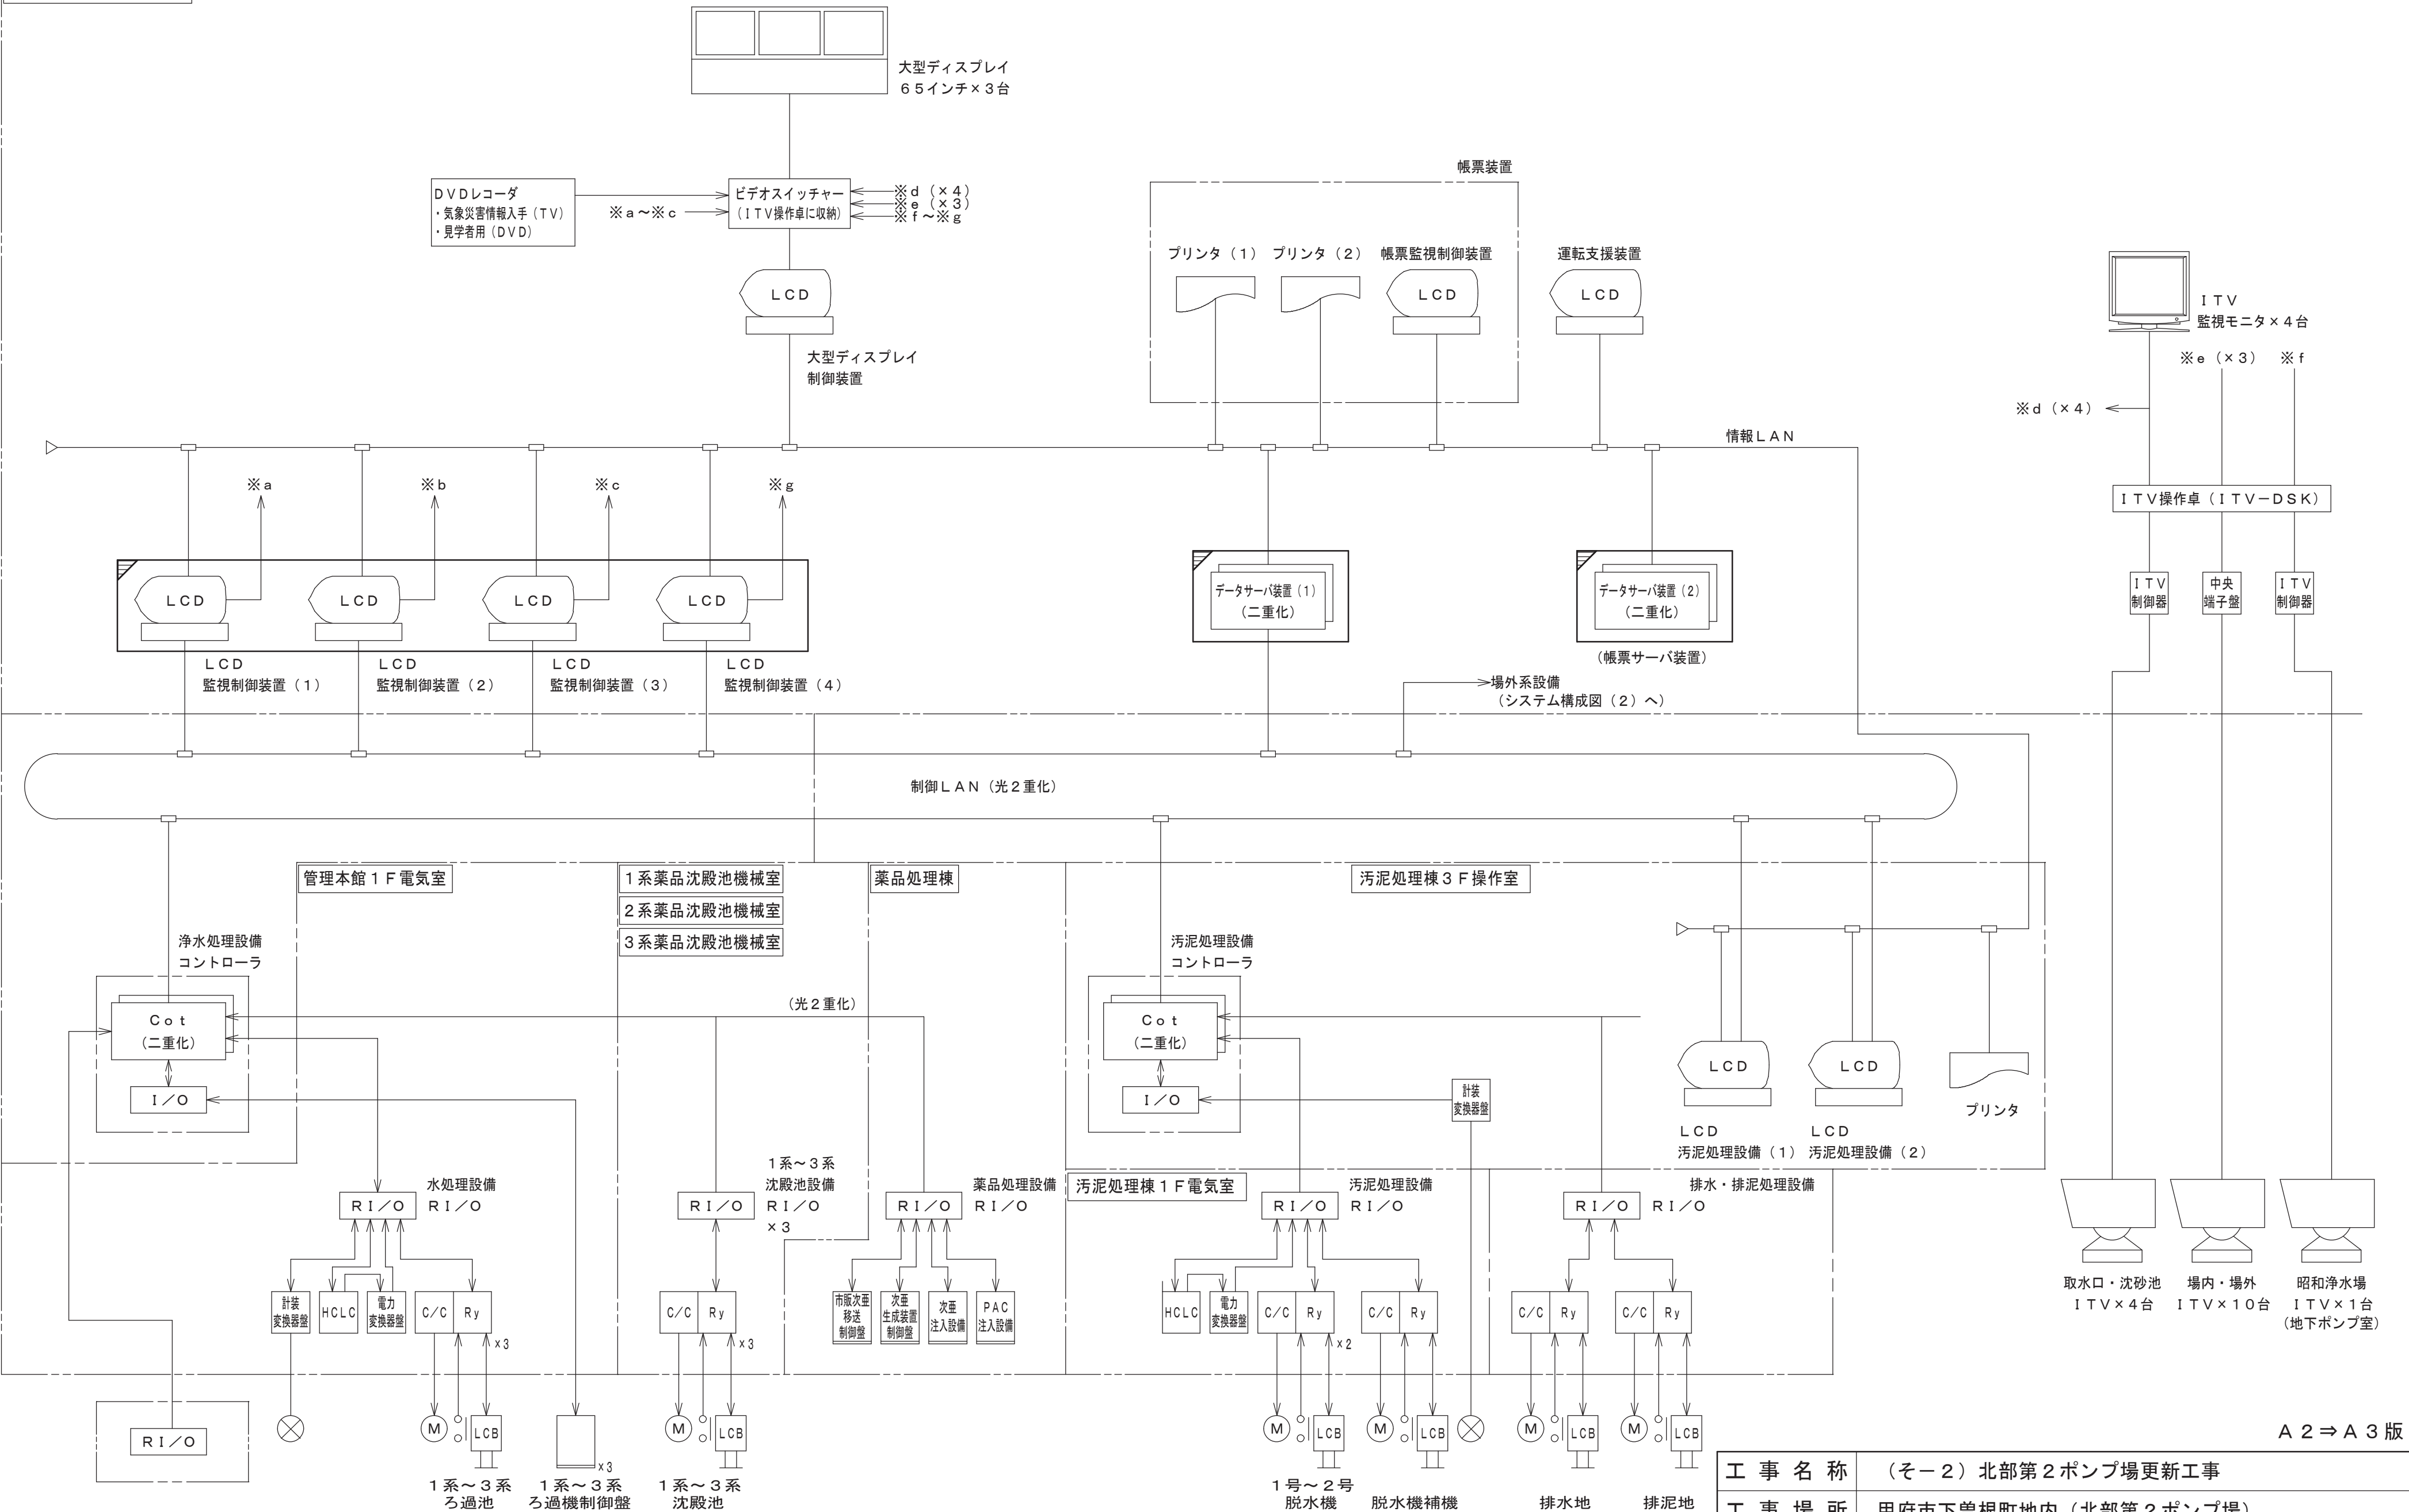 大型ディスプレイ
６５インチ×３台
ＤＶＤレコーダ
・気象災害情報入手（ＴＶ）
・見学者用（ＤＶＤ）
※ａ～※ｃ
ビデオスイッチャー
（ＩＴＶ操作卓に収納）
※ｄ（×４）
※ｅ（×３）
※ｆ～※ｇ
ＬＣＤ
大型ディスプレイ
制御装置
帳票装置
プリンタ（１）
プリンタ（２）
帳票監視制御装置
ＬＣＤ
運転支援装置
ＬＣＤ
ＩＴＶ
監視モニタ×４台
※ｅ（×３）
※ｆ
※ｄ（×４）
情報ＬＡＮ
※ａ
※ｂ
※ｃ
※ｇ
ＩＴＶ操作卓（ＩＴＶ－ＤＳＫ）
ＬＣＤ
ＬＣＤ
ＬＣＤ
ＬＣＤ
データサーバ装置（１）
（二重化）
データサーバ装置（２）
（二重化）
（帳票サーバ装置）
ＩＴＶ
制御器
中央
端子盤
ＩＴＶ
制御器
ＬＣＤ
監視制御装置（１）
ＬＣＤ
監視制御装置（２）
ＬＣＤ
監視制御装置（３）
ＬＣＤ
監視制御装置（４）
場外系設備
（システム構成図（２）へ）
制御ＬＡＮ（光２重化）
管理本館１Ｆ電気室
１系薬品沈殿池機械室
２系薬品沈殿池機械室
３系薬品沈殿池機械室
薬品処理棟
汚泥処理棟３Ｆ操作室
浄水処理設備
コントローラ
Ｃｏｔ
（二重化）
Ｉ／Ｏ
（光２重化）
汚泥処理設備
コントローラ
Ｃｏｔ
（二重化）
Ｉ／Ｏ
計装
変換器盤
ＬＣＤ
ＬＣＤ
プリンタ
ＬＣＤ
汚泥処理設備（１）
ＬＣＤ
汚泥処理設備（２）
汚泥処理棟１Ｆ電気室
ＲＩ／Ｏ
水処理設備
ＲＩ／Ｏ
ＲＩ／Ｏ
１系～３系
沈殿池設備
ＲＩ／Ｏ
×３
ＲＩ／Ｏ
薬品処理設備
ＲＩ／Ｏ
ＲＩ／Ｏ
汚泥処理設備
ＲＩ／Ｏ
ＲＩ／Ｏ
排水・排泥処理設備
ＲＩ／Ｏ
計装
変換器盤
HCLC
電力
変換器盤
C/C
Ry
×3
C/C
Ry
×3
市販次亜
移送
制御盤
次亜
生成装置
制御盤
次亜
注入設備
PAC
注入設備
HCLC
電力
変換器盤
C/C
Ry
×2
C/C
Ry
C/C
Ry
C/C
Ry
取水口・沈砂池
ＩＴＶ×４台
場内・場外
ＩＴＶ×１０台
昭和浄水場
ＩＴＶ×１台
（地下ポンプ室）
ＲＩ／Ｏ
M
LCB
×3
M
LCB
M
LCB
M
LCB
M
LCB
M
LCB
１系～３系
ろ過池
１系～３系
ろ過機制御盤
１系～３系
沈殿池
１号～２号
脱水機
脱水機補機
排水池
排泥池
Ａ２⇒Ａ３版
工事名称
（そ－２）北部第２ポンプ場更新工事
工事場所
甲府市下曽根町地内（北部第２ポンプ場）